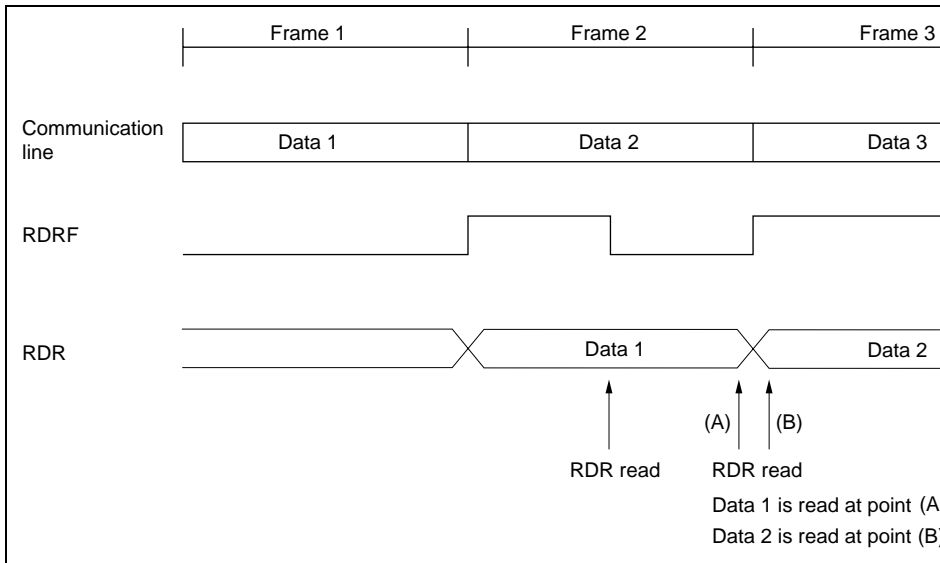 Frame 1 Frame 2 Frame 3
Communication
line
Data 1 Data 2 Data 3
RDRF
RDR
Data 1 Data 2
(A) (B)
RDR read RDR read
Data 1 is read at point (A
Data 2 is read at point (B)